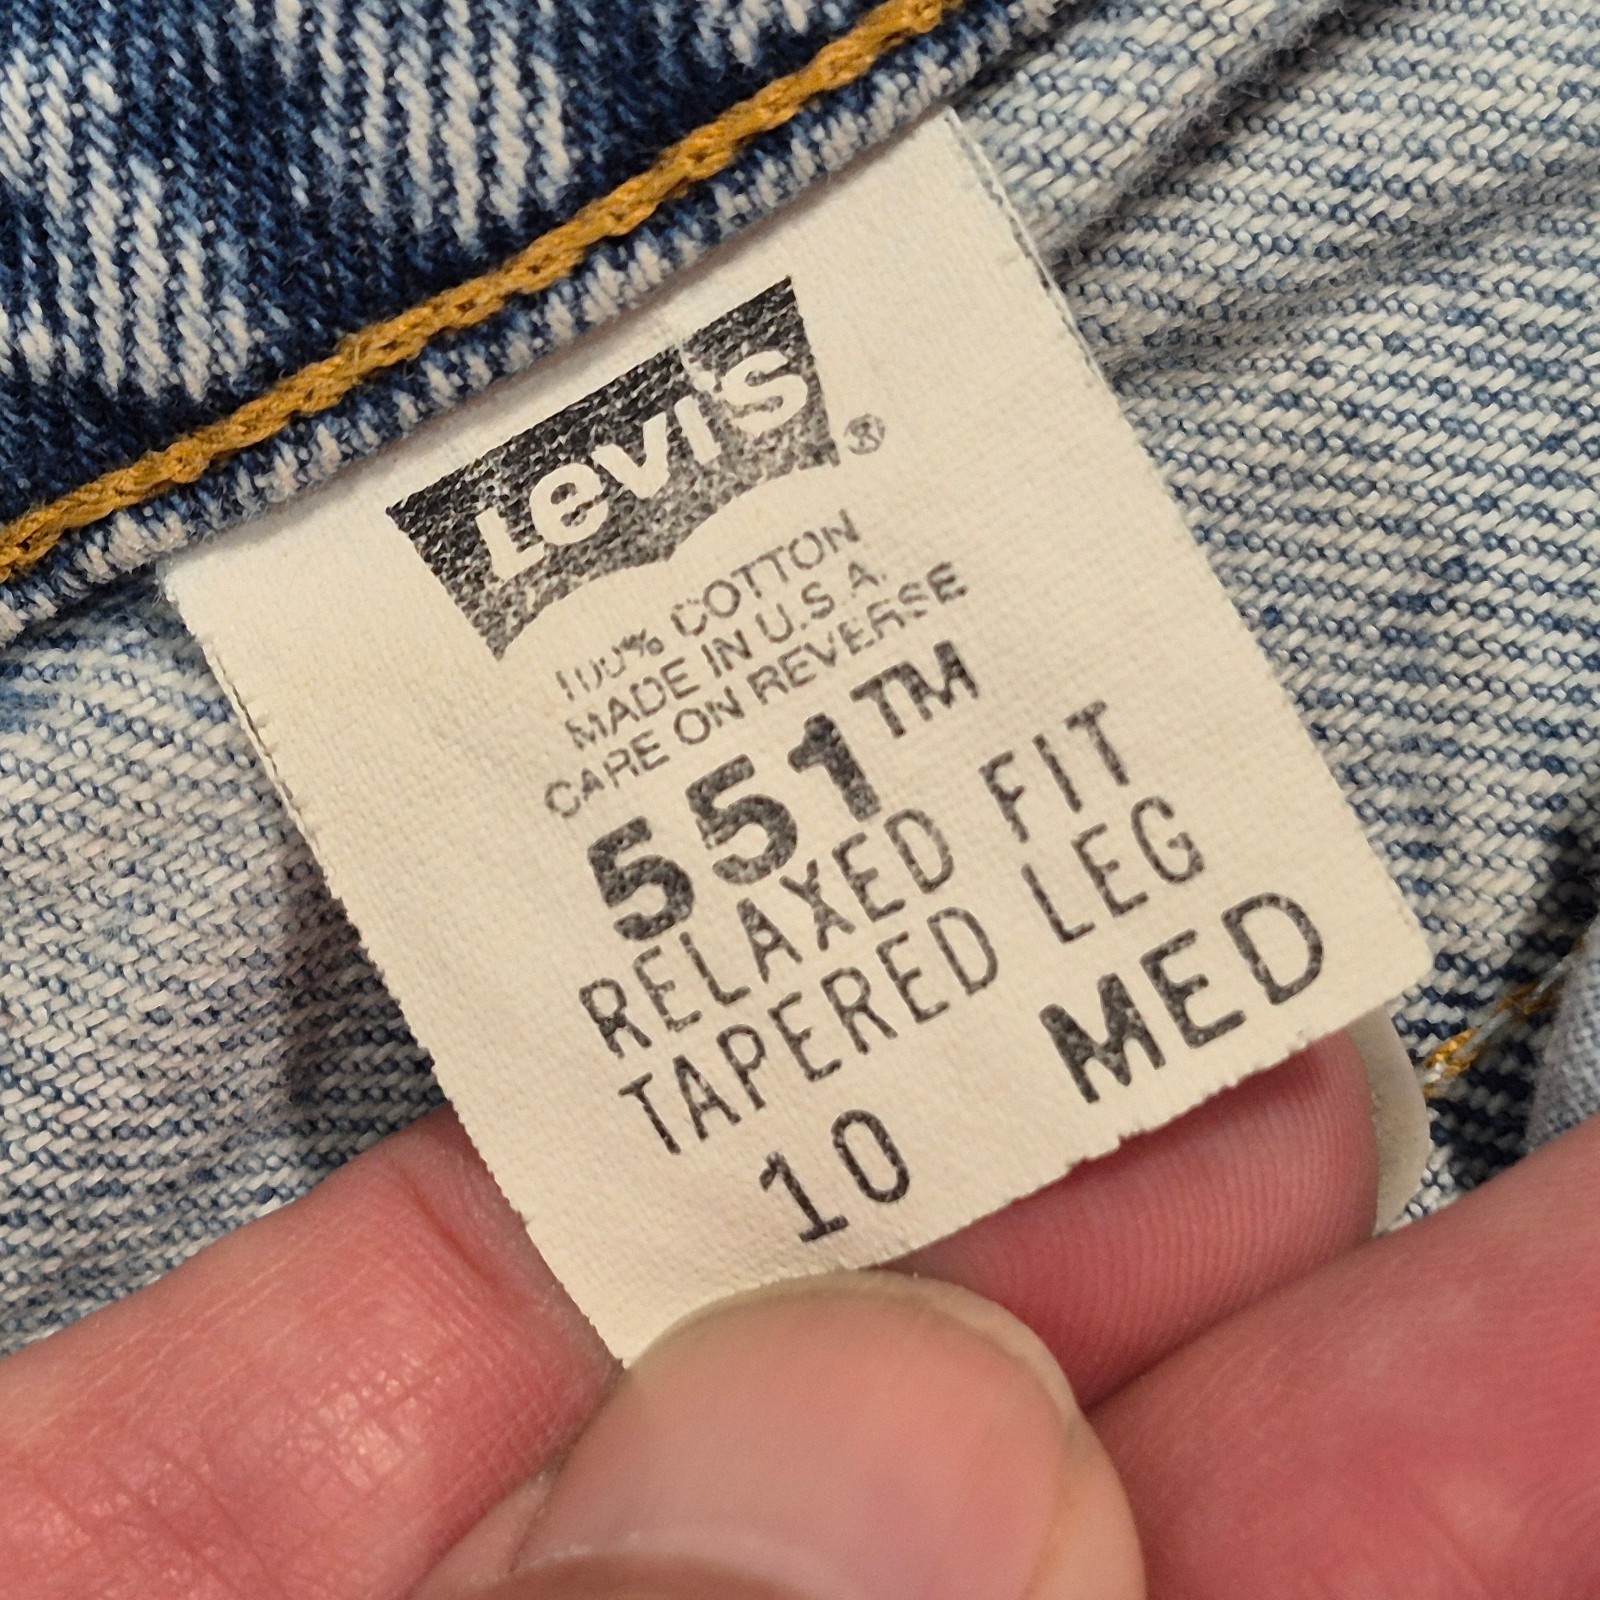 Levi's®
100% COTTON
MADE IN U.S.A.
CARE ON REVERSE
551™
RELAXED FIT
TAPERED LEG
10 MED